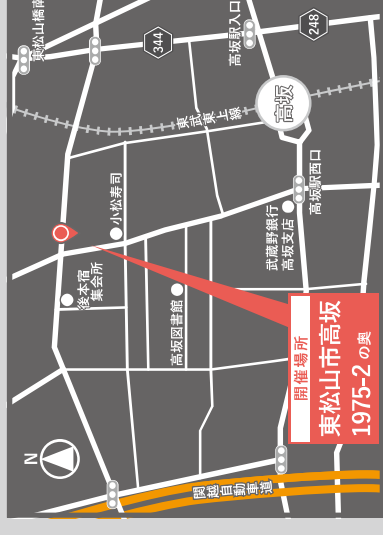 東松山橋南
344
高坂駅入口
248
東武東上線
高坂
小松寿司
高坂駅西口
武蔵野銀行
高坂支店
後本宿
集会所
高坂図書館
開催場所
東松山市高坂
1975-2 の奥
N
関越自動車道